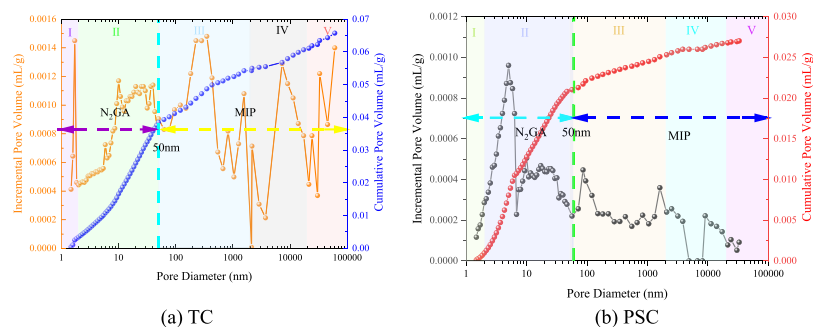 I II III IV V
N₂GA
MIP
50nm
Incremental Pore Volume (mL/g)
0.0000
0.0002
0.0004
0.0006
0.0008
0.0010
0.0012
0.0014
0.0016
Cumulative Pore Volume (mL/g)
0.00
0.01
0.02
0.03
0.04
0.05
0.06
0.07
1 10 100 1000 10000 100000
Pore Diameter (nm)
(a) TC
I II III IV V
N₂GA
50nm
MIP
Incremental Pore Volume (mL/g)
0.0000
0.0002
0.0004
0.0006
0.0008
0.0010
0.0012
Cumulative Pore Volume (mL/g)
0.000
0.005
0.010
0.015
0.020
0.025
0.030
1 10 100 1000 10000 100000
Pore Diameter (nm)
(b) PSC